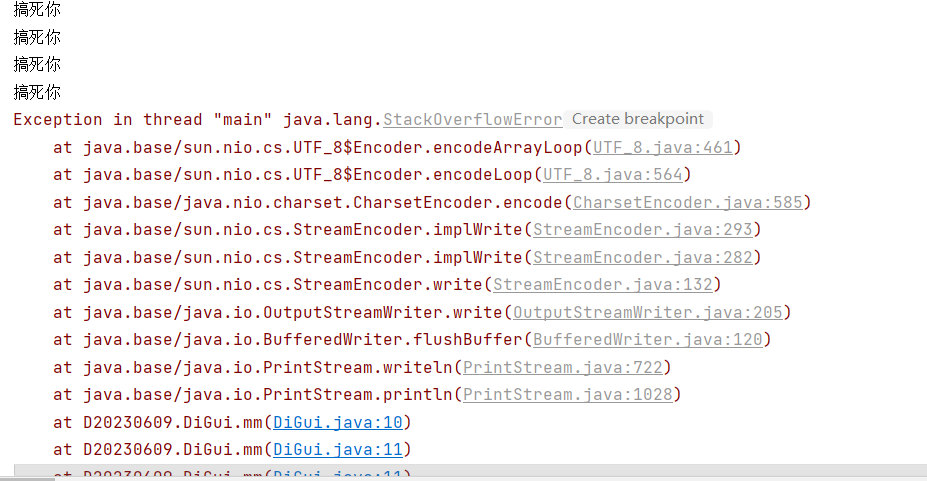 搞死你
搞死你
搞死你
搞死你
Exception in thread "main" java.lang.StackOverflowError Create breakpoint
at java.base/sun.nio.cs.UTF_8$Encoder.encodeArrayLoop(UTF_8.java:461)
at java.base/sun.nio.cs.UTF_8$Encoder.encodeLoop(UTF_8.java:564)
at java.base/java.nio.charset.CharsetEncoder.encode(CharsetEncoder.java:585)
at java.base/sun.nio.cs.StreamEncoder.implWrite(StreamEncoder.java:293)
at java.base/sun.nio.cs.StreamEncoder.implWrite(StreamEncoder.java:282)
at java.base/sun.nio.cs.StreamEncoder.write(StreamEncoder.java:132)
at java.base/java.io.OutputStreamWriter.write(OutputStreamWriter.java:205)
at java.base/java.io.BufferedWriter.flushBuffer(BufferedWriter.java:120)
at java.base/java.io.PrintStream.writeln(PrintStream.java:722)
at java.base/java.io.PrintStream.println(PrintStream.java:1028)
at D20230609.DiGui.mm(DiGui.java:10)
at D20230609.DiGui.mm(DiGui.java:11)
at D20230609.DiGui.mm(DiGui.java:11)